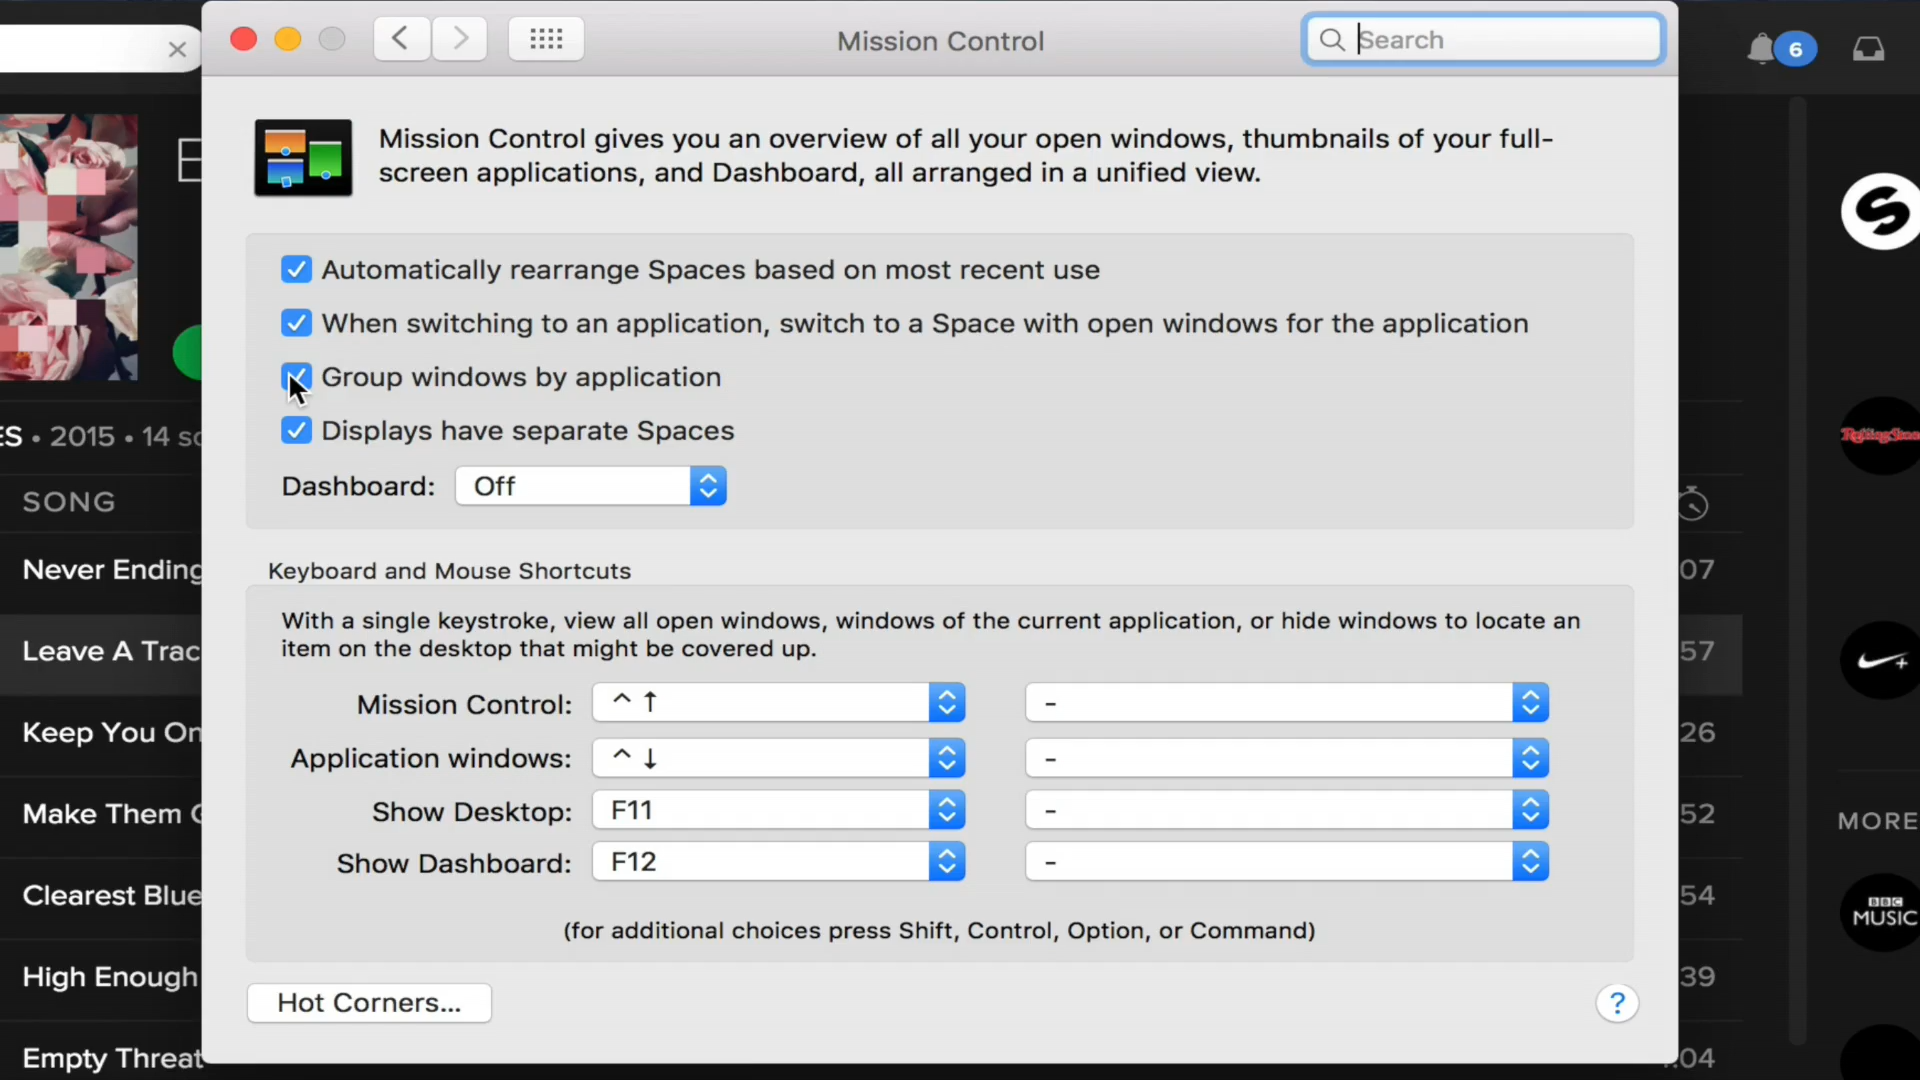 Mission Control
Search
6
Mission Control gives you an overview of all your open windows, thumbnails of your full-
screen applications, and Dashboard, all arranged in a unified view.
Automatically rearrange Spaces based on most recent use
When switching to an application, switch to a Space with open windows for the application
Group windows by application
Displays have separate Spaces
Dashboard: Off
Keyboard and Mouse Shortcuts
With a single keystroke, view all open windows, windows of the current application, or hide windows to locate an
item on the desktop that might be covered up.
Mission Control: ^ ↑ -
Application windows: ^ ↓ -
Show Desktop: F11 -
Show Dashboard: F12 -
(for additional choices press Shift, Control, Option, or Command)
Hot Corners...
?
ES • 2015 • 14 so
SONG
Never Ending 07
Leave A Trac 57
Keep You On 26
Make Them 52
Clearest Blue 54
High Enough 39
Empty Threat :04
RollingStone
MORE
BBC
MUSIC